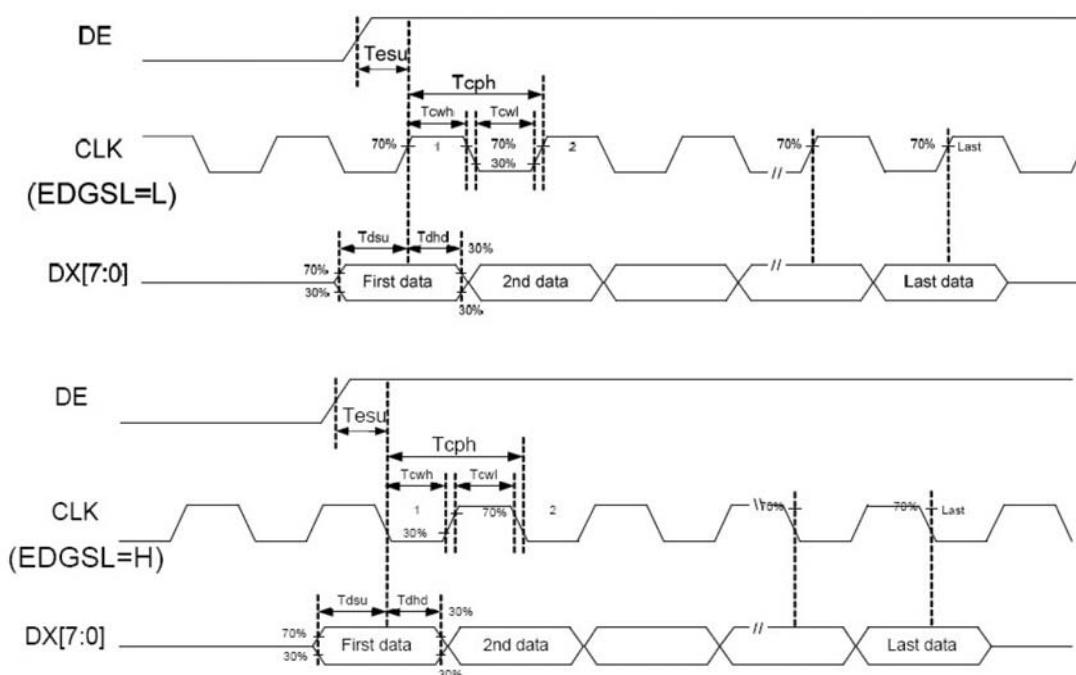 DE
Tesu
Tcph
Tcwh Tcwl
CLK
70% 1 70% 2 70% 70% Last
30%
(EDGSL=L)
//
Tdsu Tdhd 30%
DX[7:0]
70%
30%
First data 2nd data // Last data
30%
DE
Tesu
Tcph
Tcwh Tcwl
CLK
1 70% 2 \\ 70% 70% Last
30%
(EDGSL=H)
Tdsu Tdhd 30%
DX[7:0]
70%
30%
First data 2nd data // Last data
30%